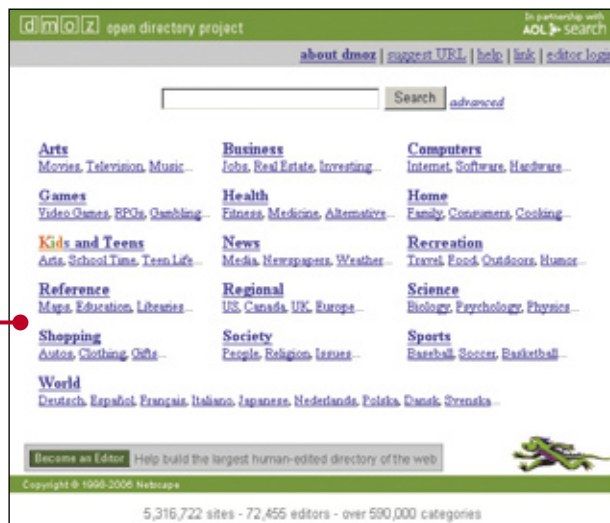 dmoz open directory project
In partnership with
AOL search
about dmoz | suggest URL | help | link | editor login
Search advanced
Arts
Movies, Television, Music...
Business
Jobs, Real Estate, Investing...
Computers
Internet, Software, Hardware...
Games
Video Games, RPGs, Gambling...
Health
Fitness, Medicine, Alternative...
Home
Family, Consumers, Cooking...
Kids and Teens
Arts, School Time, Teen Life...
News
Media, Newspapers, Weather...
Recreation
Travel, Food, Outdoors, Humor...
Reference
Maps, Education, Libraries...
Regional
US, Canada, UK, Europe...
Science
Biology, Psychology, Physics...
Shopping
Autos, Clothing, Gifts...
Society
People, Religion, Issues...
Sports
Baseball, Soccer, Basketball...
World
Deutsch, Español, Français, Italiano, Japanese, Nederlands, Polska, Dansk, Svenska...
Become an Editor Help build the largest human-edited directory of the web
Copyright © 1998-2006 Netscape
5,316,722 sites - 72,455 editors - over 590,000 categories